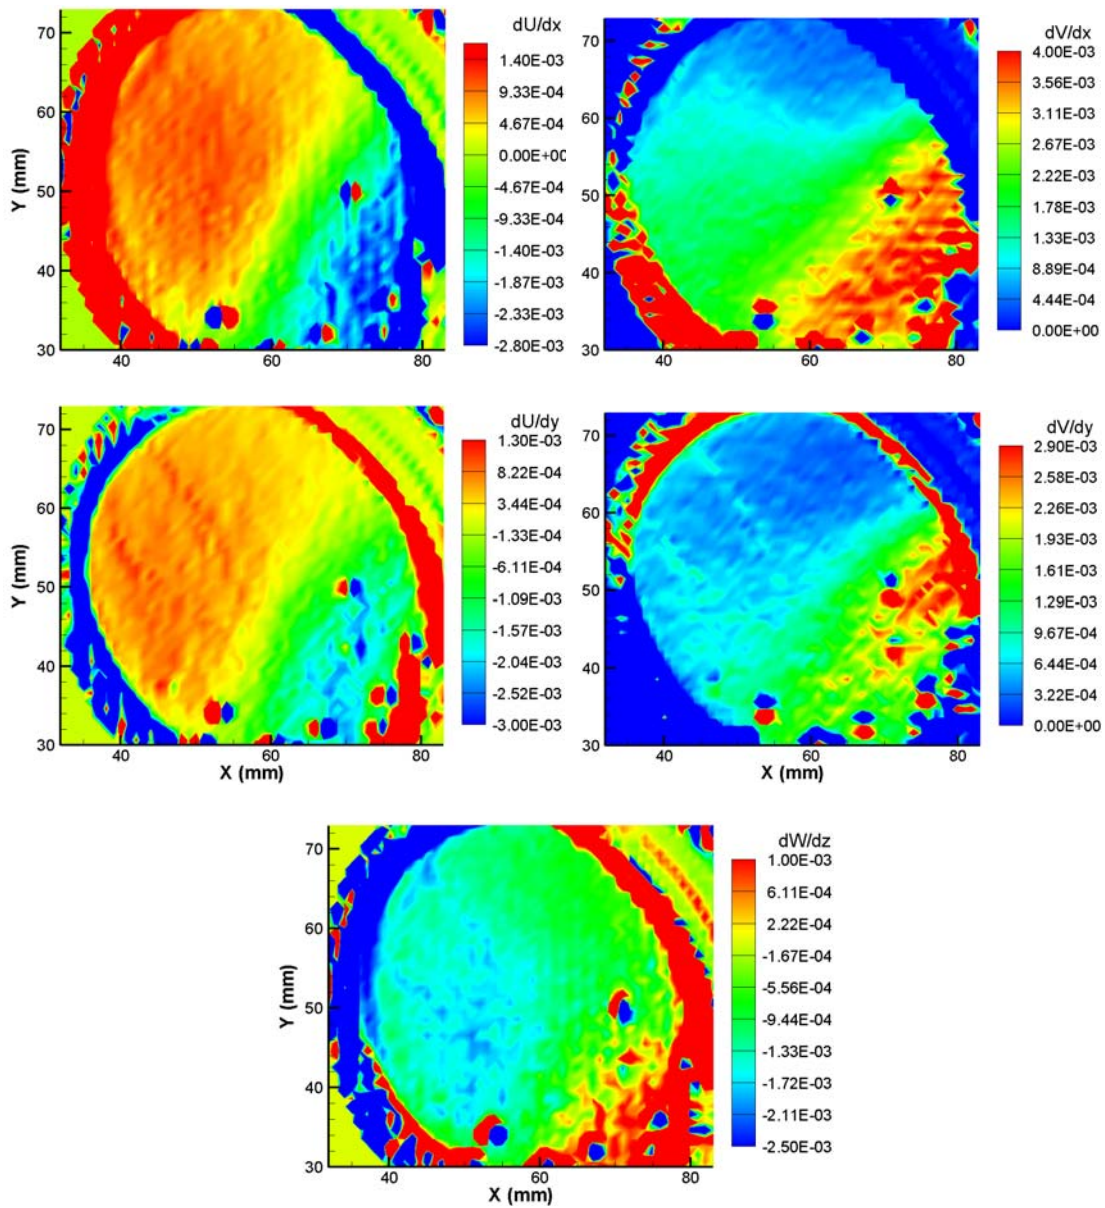 dU/dx
1.40E-03
9.33E-04
4.67E-04
0.00E+00
-4.67E-04
-9.33E-04
-1.40E-03
-1.87E-03
-2.33E-03
-2.80E-03
Y (mm)
70
60
50
40
30
40
60
80
dV/dx
4.00E-03
3.56E-03
3.11E-03
2.67E-03
2.22E-03
1.78E-03
1.33E-03
8.89E-04
4.44E-04
0.00E+00
70
60
50
40
30
40
60
80
dU/dy
1.30E-03
8.22E-04
3.44E-04
-1.33E-04
-6.11E-04
-1.09E-03
-1.57E-03
-2.04E-03
-2.52E-03
-3.00E-03
Y (mm)
70
60
50
40
30
40
60
80
X (mm)
dV/dy
2.90E-03
2.58E-03
2.26E-03
1.93E-03
1.61E-03
1.29E-03
9.67E-04
6.44E-04
3.22E-04
0.00E+00
70
60
50
40
30
40
60
80
X (mm)
dW/dz
1.00E-03
6.11E-04
2.22E-04
-1.67E-04
-5.56E-04
-9.44E-04
-1.33E-03
-1.72E-03
-2.11E-03
-2.50E-03
Y (mm)
70
60
50
40
30
40
60
80
X (mm)